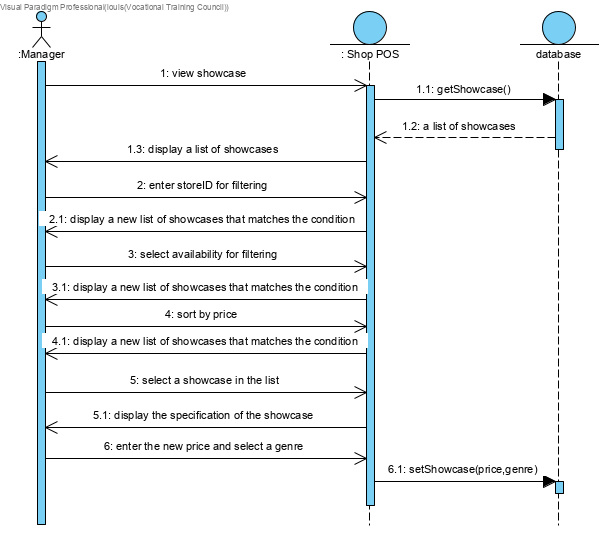 Visual Paradigm Professional(louis(Vocational Training Council))
:Manager
: Shop POS
database
1: view showcase
1.1: getShowcase()
1.2: a list of showcases
1.3: display a list of showcases
2: enter storeID for filtering
2.1: display a new list of showcases that matches the condition
3: select availability for filtering
3.1: display a new list of showcases that matches the condition
4: sort by price
4.1: display a new list of showcases that matches the condition
5: select a showcase in the list
5.1: display the specification of the showcase
6: enter the new price and select a genre
6.1: setShowcase(price,genre)